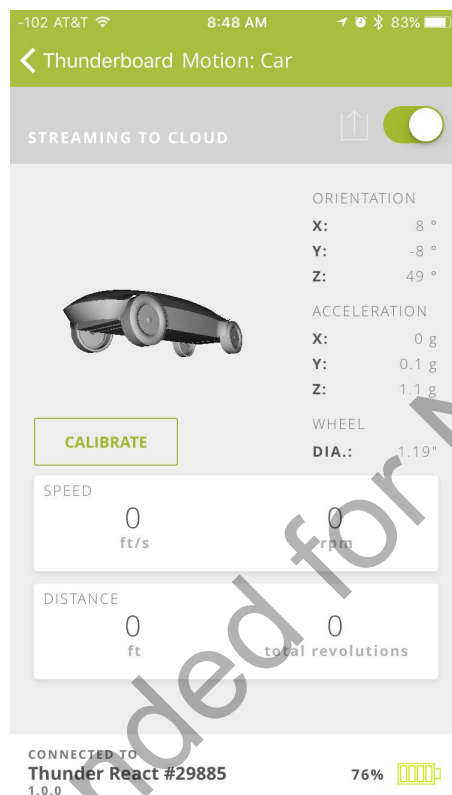 -102 AT&T 8:48 AM 83%
Thunderboard Motion: Car
STREAMING TO CLOUD
ORIENTATION
X: 8 °
Y: -8 °
Z: 49 °
ACCELERATION
X: 0 g
Y: 0.1 g
Z: 1.1 g
WHEEL
DIA.: 1.19"
CALIBRATE
SPEED
0 0
ft/s rpm
DISTANCE
0 0
ft total revolutions
CONNECTED TO
Thunder React #29885 76%
1.0.0